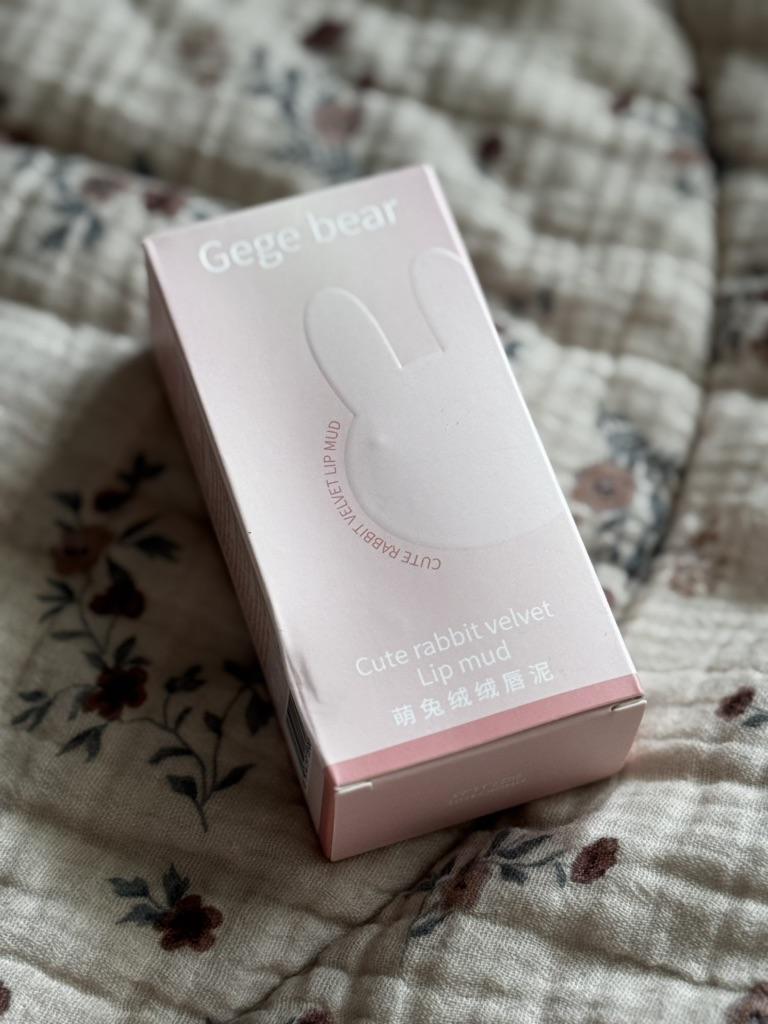 Gege bear
CUTE RABBIT VELVET LIP MUD
Cute rabbit velvet
Lip mud
萌兔绒绒唇泥